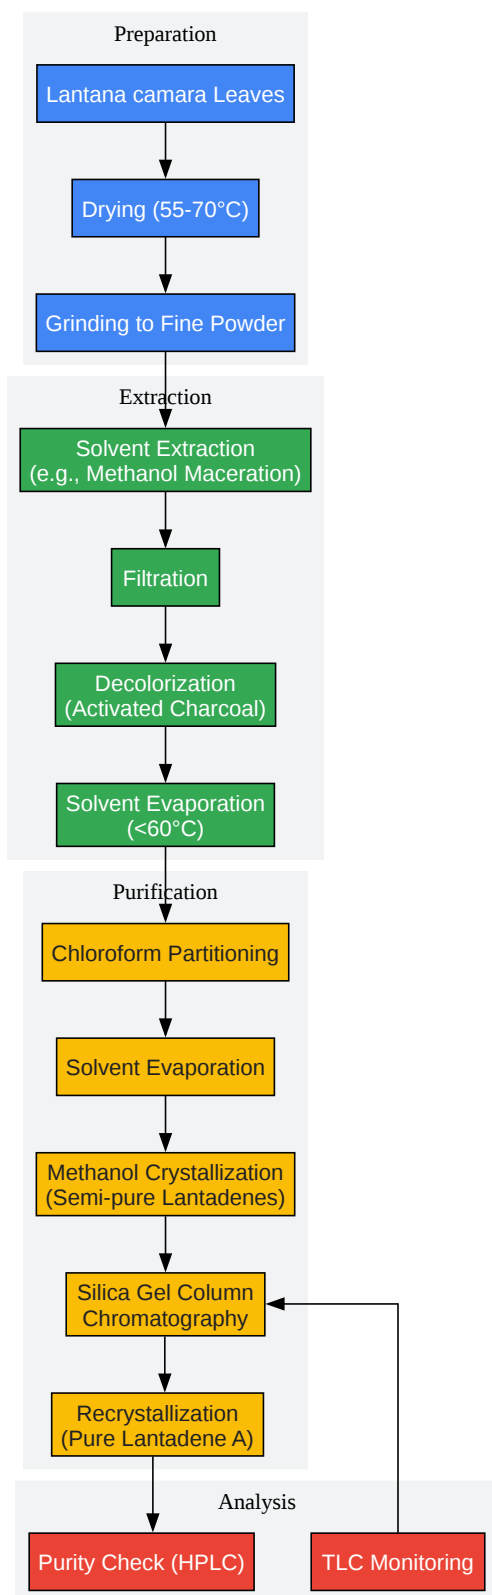 Preparation
Lantana camara Leaves
Drying (55-70°C)
Grinding to Fine Powder
Extraction
Solvent Extraction
(e.g., Methanol Maceration)
Filtration
Decolorization
(Activated Charcoal)
Solvent Evaporation
(<60°C)
Purification
Chloroform Partitioning
Solvent Evaporation
Methanol Crystallization
(Semi-pure Lantadenes)
Silica Gel Column
Chromatography
Recrystallization
(Pure Lantadene A)
Analysis
Purity Check (HPLC)
TLC Monitoring